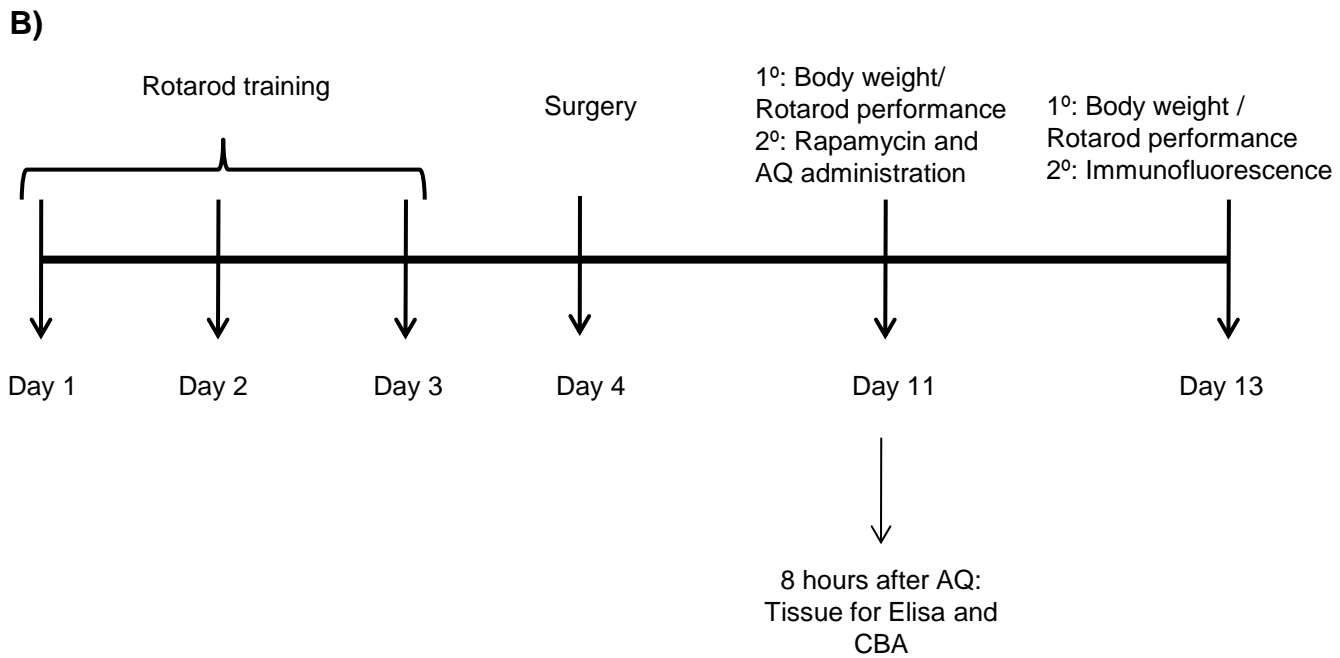 B)
Rotarod training
Surgery
1º: Body weight/
Rotarod performance
2º: Rapamycin and
AQ administration
1º: Body weight /
Rotarod performance
2º: Immunofluorescence
Day 1
Day 2
Day 3
Day 4
Day 11
Day 13
8 hours after AQ:
Tissue for Elisa and
CBA